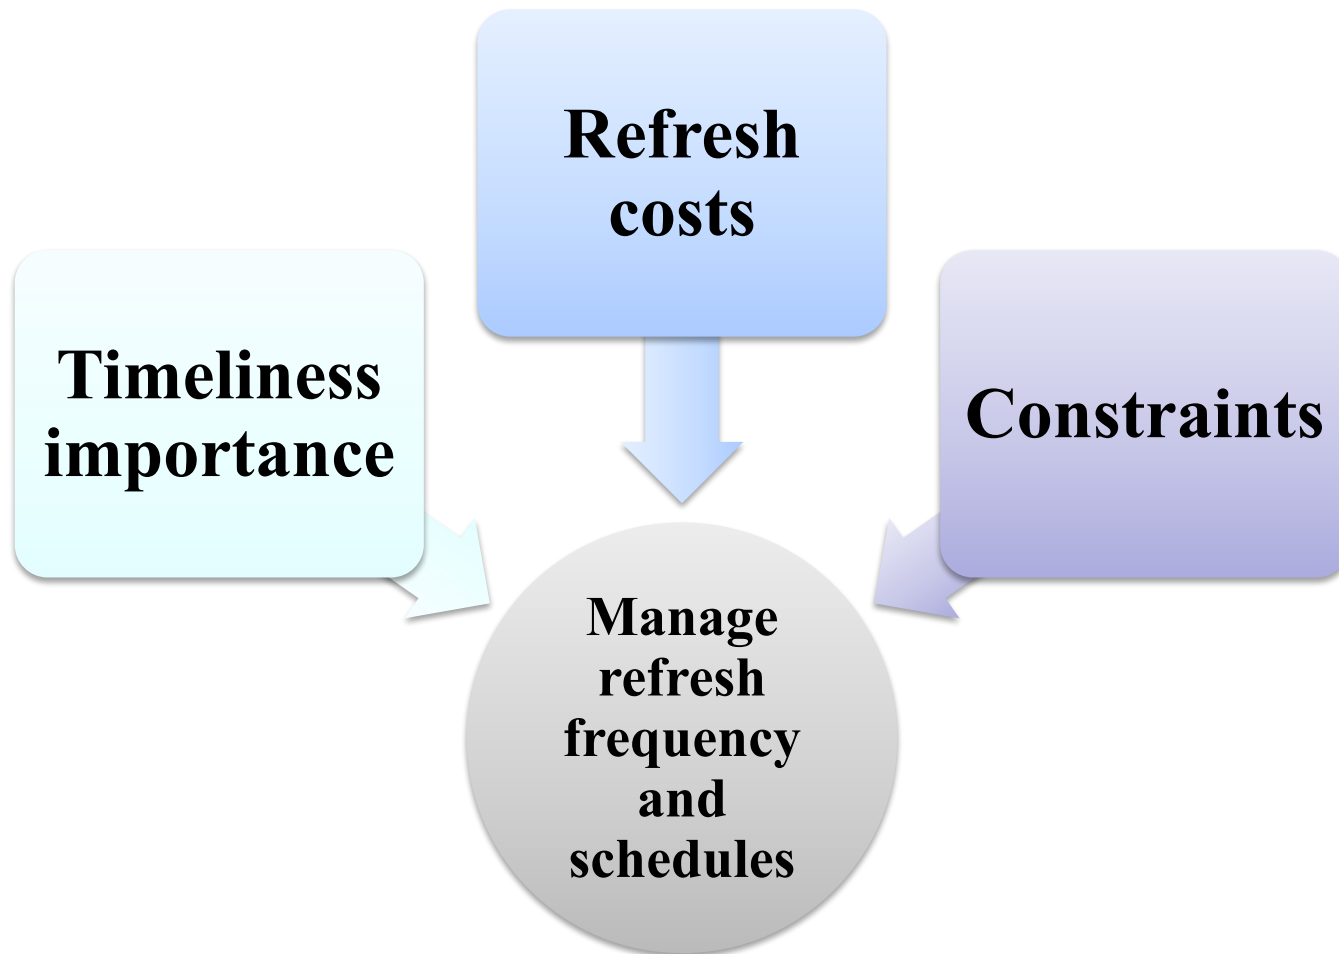 Refresh
costs
Timeliness
importance
Constraints
Manage
refresh
frequency
and
schedules